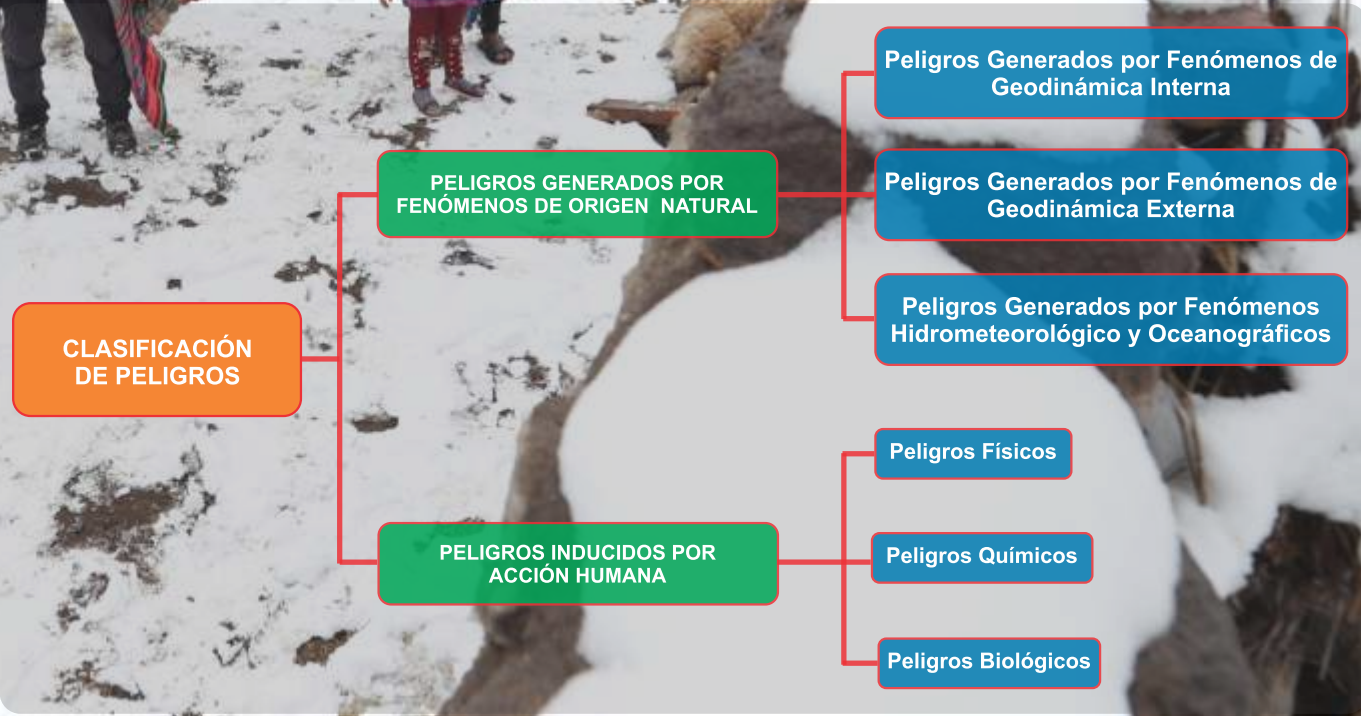 CLASIFICACIÓN
DE PELIGROS
PELIGROS GENERADOS POR
FENÓMENOS DE ORIGEN NATURAL
Peligros Generados por Fenómenos de
Geodinámica Interna
Peligros Generados por Fenómenos de
Geodinámica Externa
Peligros Generados por Fenómenos
Hidrometeorológico y Oceanográficos
PELIGROS INDUCIDOS POR
ACCIÓN HUMANA
Peligros Físicos
Peligros Químicos
Peligros Biológicos